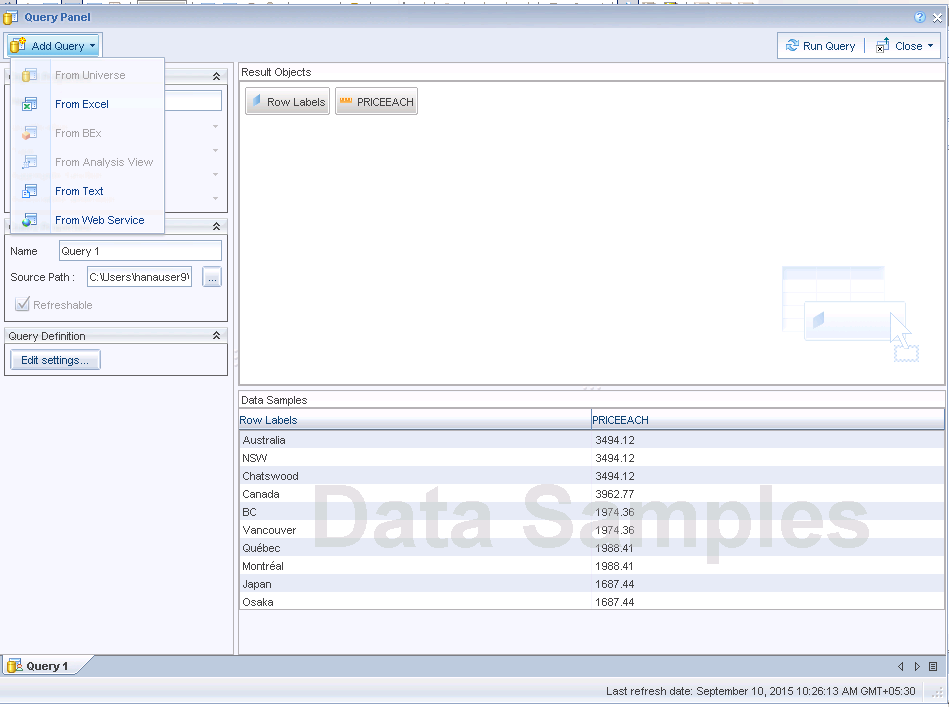 Query Panel
Add Query
Run Query
Close
From Universe
From Excel
From BEx
From Analysis View
From Text
From Web Service
Name
Query 1
Source Path :
C:\Users\hanauser9\
...
Refreshable
Query Definition
Edit settings...
Result Objects
Row Labels
PRICEEACH
Data Samples
Row Labels PRICEEACH
Australia 3494.12
NSW 3494.12
Chatswood 3494.12
Canada 3962.77
BC 1974.36
Vancouver 1974.36
Québec 1988.41
Montréal 1988.41
Japan 1687.44
Osaka 1687.44
Data Samples
Query 1
Last refresh date: September 10, 2015 10:26:13 AM GMT+05:30